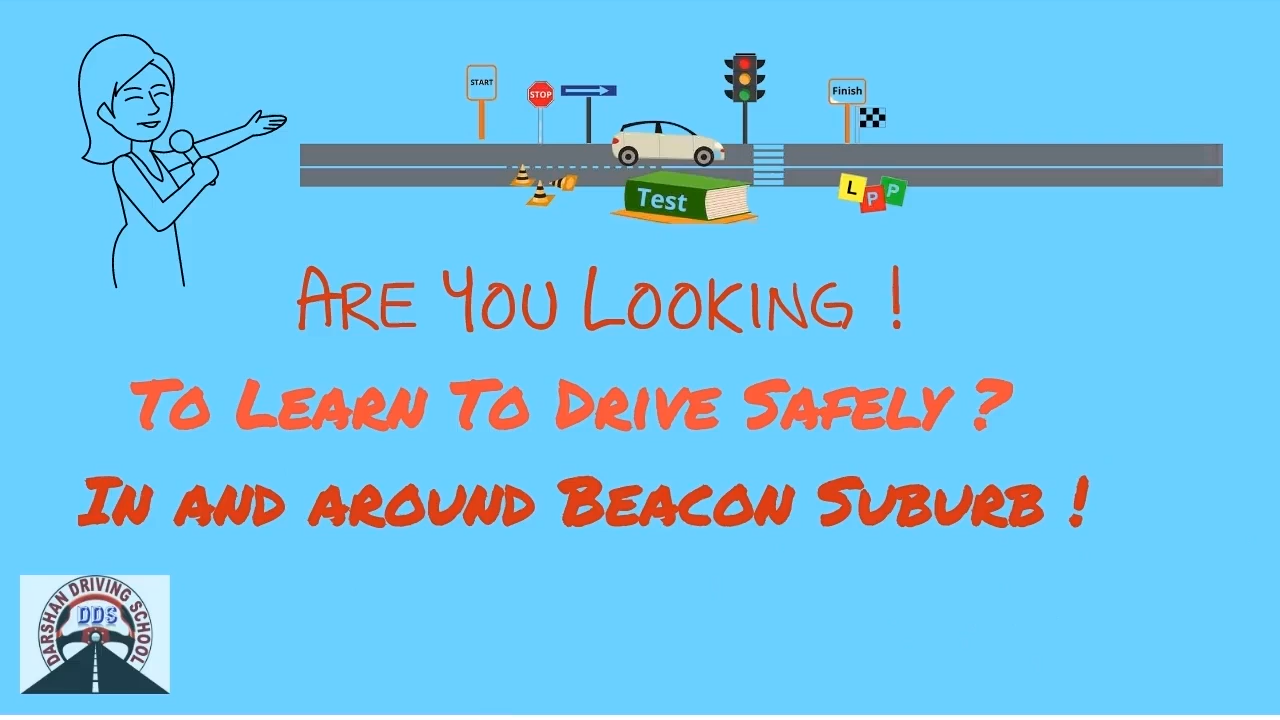 START
STOP
Finish
Test
L
P
P
ARE YOU LOOKING !
TO LEARN TO DRIVE SAFELY ?
IN AND AROUND BEACON SUBURB !
DARSHAN DRIVING SCHOOL
DDS